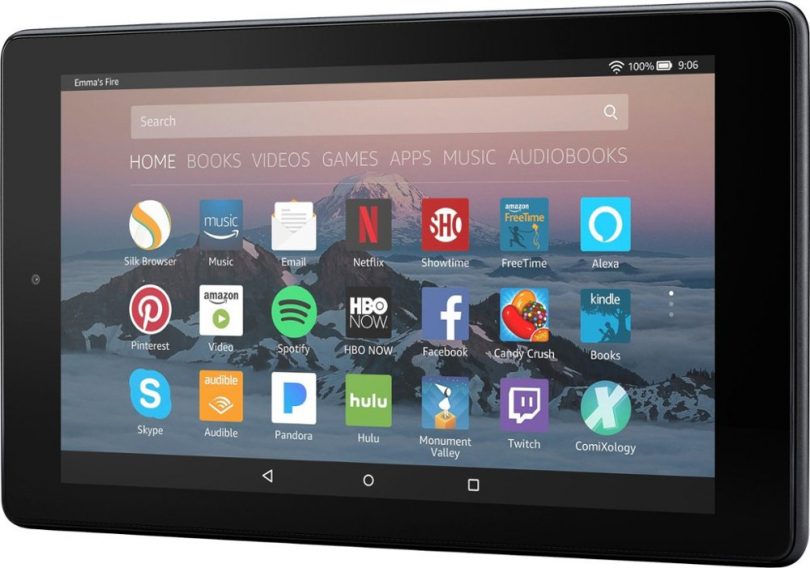 Emma's Fire
100%
9:06
Search
HOME BOOKS VIDEOS GAMES APPS MUSIC AUDIOBOOKS
music
SHO
amazon
FreeTime
Silk Browser Music Email Netflix Showtime FreeTime Alexa
amazon
HBO
NOW
kindle
Pinterest Video Spotify HBO NOW Facebook Candy Crush Books
audible
hulu
Skype Audible Pandora Hulu Monument Valley Twitch ComiXology